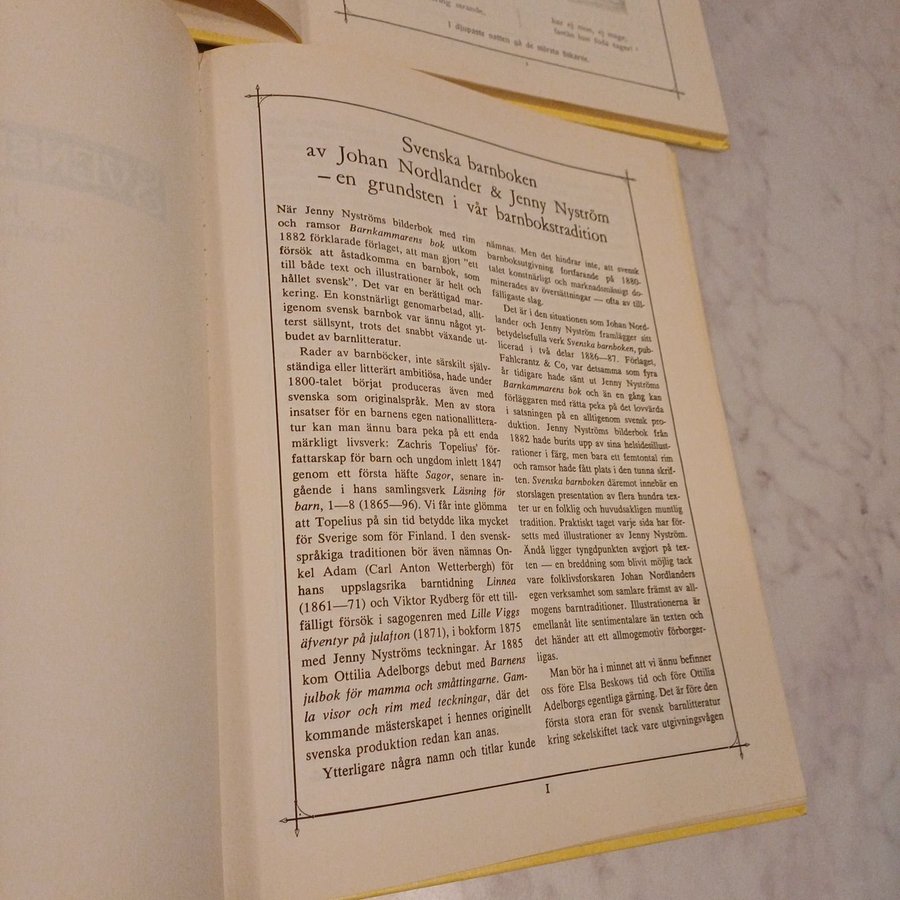 ring strande.
I djupaste natten gå de största fiskarne.
har ej mor, ej mage,
Svenska barnboken
av Johan Nordlander & Jenny Nyström
– en grundsten i vår barnbokstradition
När Jenny Nyströms bilderbok med rim
och ramsor Barnkammarens bok utkom
1882 förklarade förlaget, att man gjort "ett
försök att åstadkomma en barnbok, som
till både text och illustrationer är helt och
hållet svensk". Det var en berättigad mar-
kering. En konstnärligt genomarbetad, allt-
igenom svensk barnbok var ännu något yt-
terst sällsynt, trots det snabbt växande ut-
budet av barnlitteratur.
Rader av barnböcker, inte särskilt själv-
ständiga eller litterärt ambitiösa, hade under
1800-talet börjat produceras även med
svenska som originalspråk. Men av stora
insatser för en barnens egen nationallittera-
tur kan man ännu bara peka på ett enda
märkligt livsverk: Zachris Topelius' för-
fattarskap för barn och ungdom inlett 1847
genom ett första häfte Sagor, senare in-
gående i hans samlingsverk Läsning för
barn, 1—8 (1865—96). Vi får inte glömma
att Topelius på sin tid betydde lika mycket
för Sverige som för Finland. I den svensk-
språkiga traditionen bör även nämnas On-
kel Adam (Carl Anton Wetterbergh) för
hans uppslagsrika barntidning Linnea
(1861—71) och Viktor Rydberg för ett till-
fälligt försök i sagogenren med Lille Viggs
äfventyr på julafton (1871), i bokform 1875
med Jenny Nyströms teckningar. År 1885
kom Ottilia Adelborgs debut med Barnens
julbok för mamma och småttingarne. Gam-
la visor och rim med teckningar, där det
kommande mästerskapet i hennes originellt
svenska produktion redan kan anas.
Ytterligare några namn och titlar kunde
nämnas. Men det hindrar inte, att svensk
barnboksutgivning fortfarande på 1880-
talet konstnärligt och marknadsmässigt do-
minerades av översättningar — ofta av till-
fälligaste slag.
Det är i den situationen som Johan Nord-
lander och Jenny Nyström framlägger sitt
betydelsefulla verk Svenska barnboken, pub-
licerad i två delar 1886—87. Förlaget,
Fahlcrantz & Co, var detsamma som fyra
år tidigare hade sänt ut Jenny Nyströms
Barnkammarens bok och än en gång kan
förläggaren med rätta peka på det lovvärda
i satsningen på en alltigenom svensk pro-
duktion. Jenny Nyströms bilderbok från
1882 hade burits upp av sina helsidesillust-
rationer i färg, men bara ett femtontal rim
och ramsor hade fått plats i den tunna skrif-
ten. Svenska barnboken däremot innebär en
storslagen presentation av flera hundra tex-
ter ur en folklig och huvudsakligen muntlig
tradition. Praktiskt taget varje sida har för-
setts med illustrationer av Jenny Nyström.
Ändå ligger tyngdpunkten avgjort på tex-
ten — en breddning som blivit möjlig tack
vare folklivsforskaren Johan Nordlanders
egen verksamhet som samlare främst av all-
mogens barntraditioner. Illustrationerna är
emellanåt lite sentimentalare än texten och
det händer att ett allmogemotiv förborger-
ligas.
Man bör ha i minnet att vi ännu befinner
oss före Elsa Beskows tid och före Ottilia
Adelborgs egentliga gärning. Det är före den
första stora eran för svensk barnlitteratur
kring sekelskiftet tack vare utgivningsvågen
I